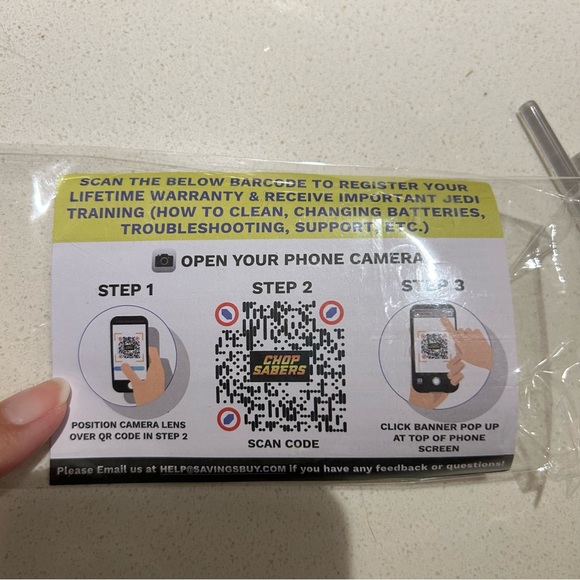 SCAN THE BELOW BARCODE TO REGISTER YOUR
LIFETIME WARRANTY & RECEIVE IMPORTANT JEDI
TRAINING (HOW TO CLEAN, CHANGING BATTERIES,
TROUBLESHOOTING, SUPPORT, ETC.)
OPEN YOUR PHONE CAMERA
STEP 1
STEP 2
STEP 3
CHOP
SABERS
POSITION CAMERA LENS
OVER QR CODE IN STEP 2
SCAN CODE
CLICK BANNER POP UP
AT TOP OF PHONE
SCREEN
Please Email us at HELP@SAVINGSBUY.COM if you have any feedback or questions!